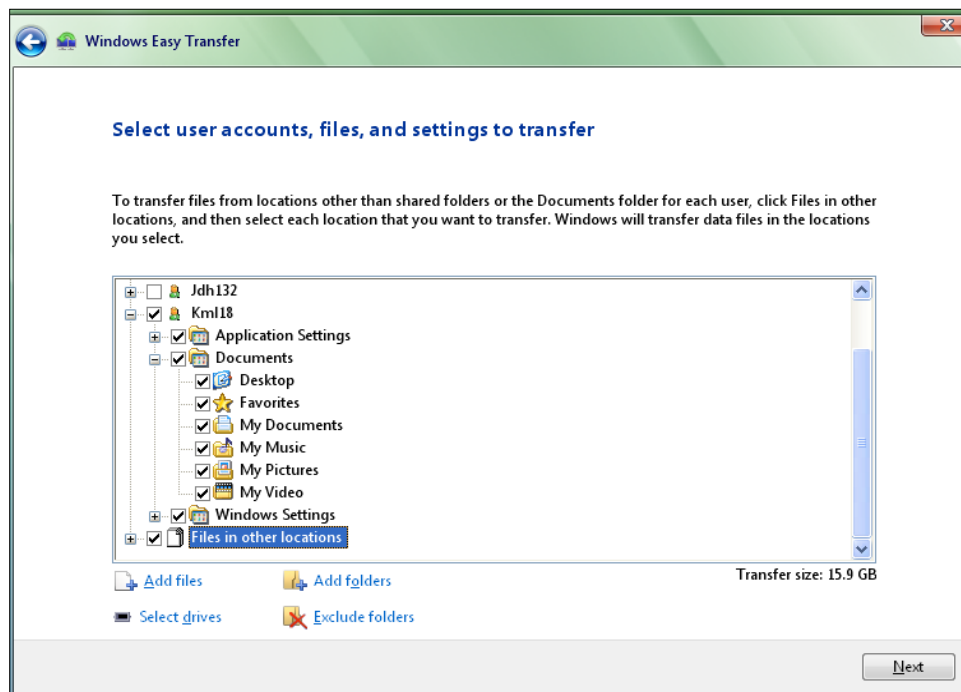 Windows Easy Transfer
Select user accounts, files, and settings to transfer
To transfer files from locations other than shared folders or the Documents folder for each user, click Files in other
locations, and then select each location that you want to transfer. Windows will transfer data files in the locations
you select.
Jdh132
Kml18
Application Settings
Documents
Desktop
Favorites
My Documents
My Music
My Pictures
My Video
Windows Settings
Files in other locations
Add files
Add folders
Transfer size: 15.9 GB
Select drives
Exclude folders
Next